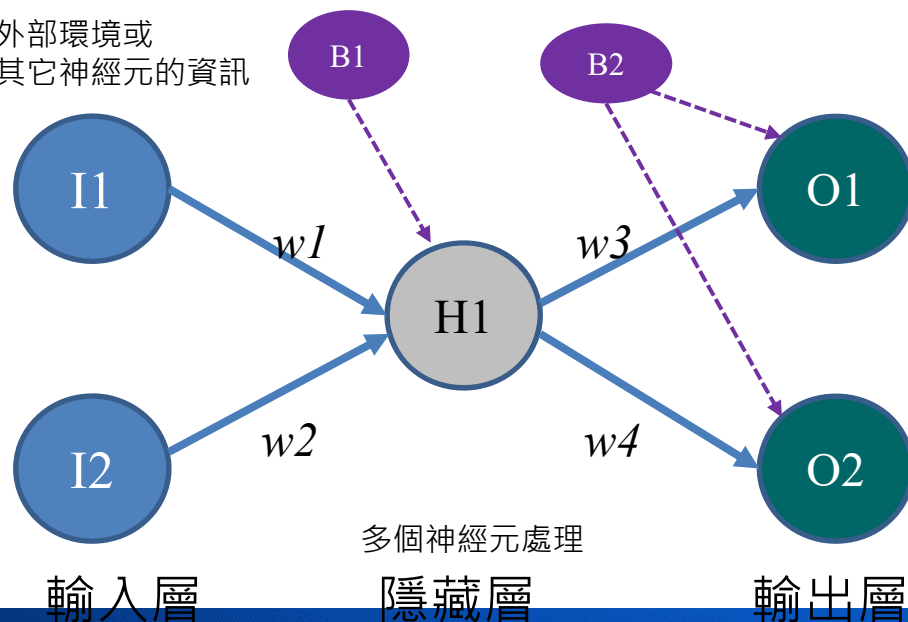 外部環境或
其它神經元的資訊
B1
B2
I1
O1
w1
w3
H1
w2
w4
I2
O2
多個神經元處理
輸入層
隱藏層
輸出層